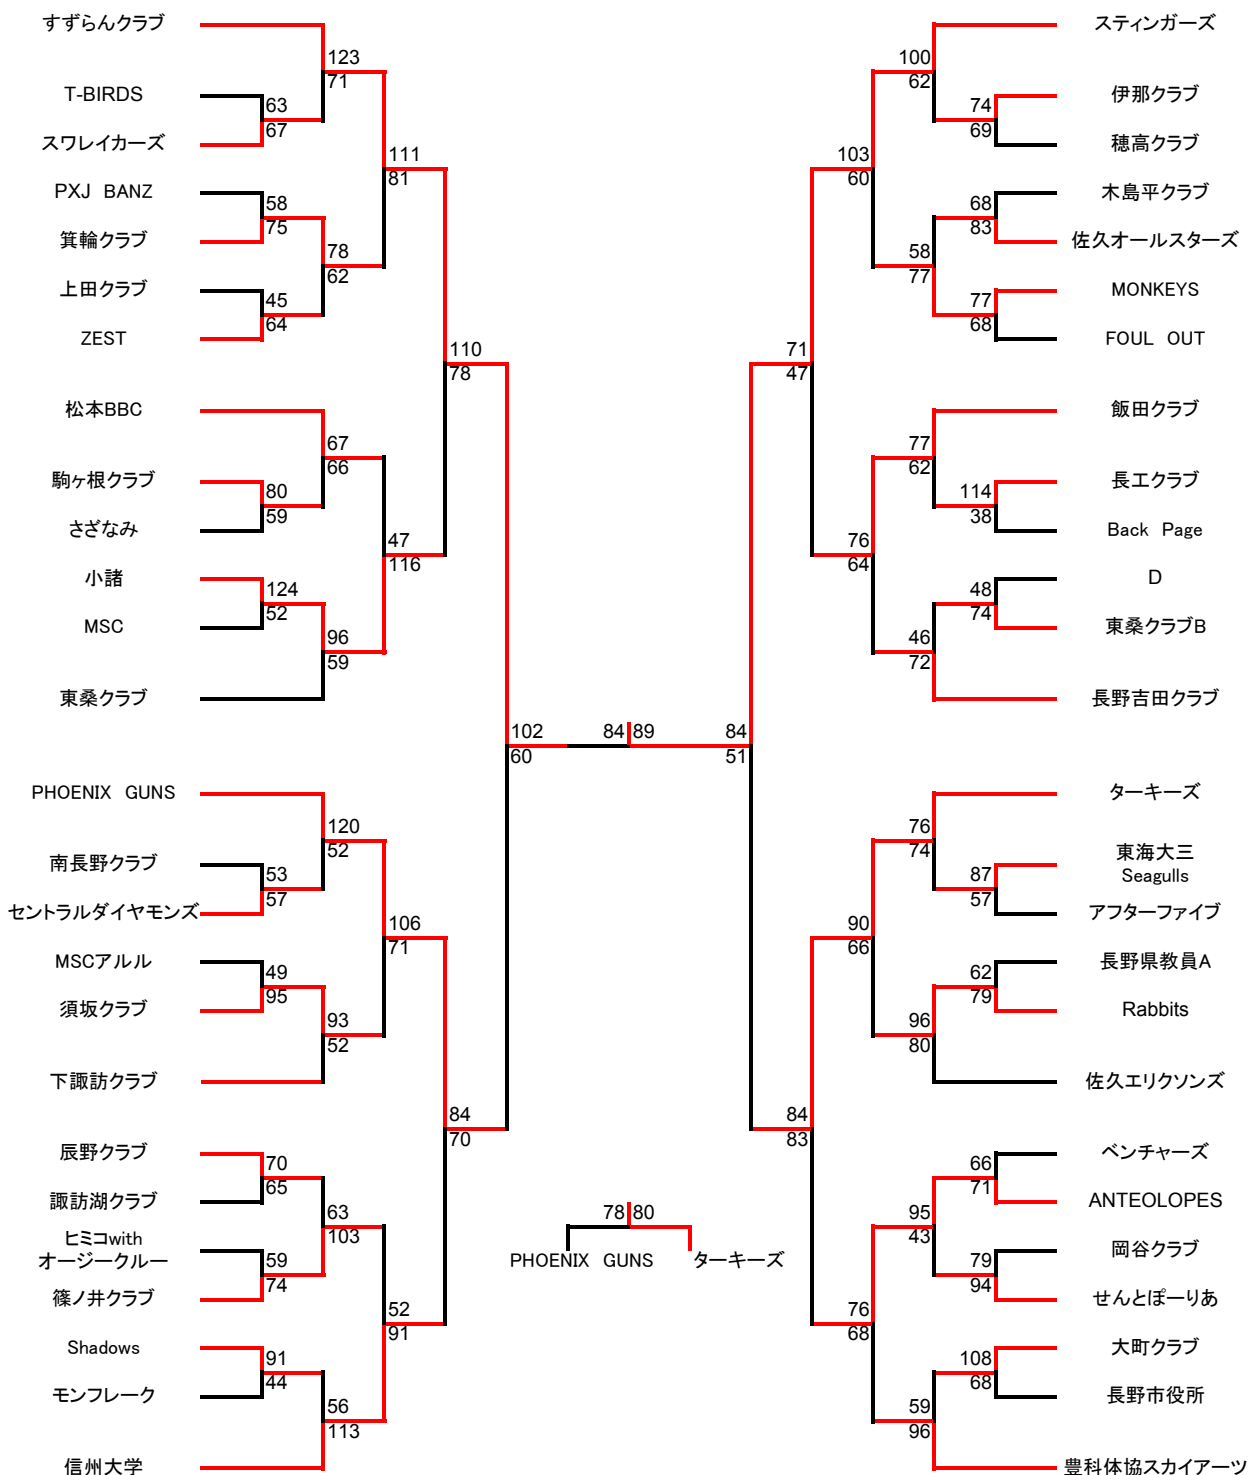 すずらんクラブ
123
71
T-BIRDS
63
67
スワレイカーズ
111
81
PXJ BANZ
58
75
箕輪クラブ
78
62
上田クラブ
45
64
ZEST
110
78
松本BBC
67
66
駒ヶ根クラブ
80
59
さざなみ
47
116
小諸
124
52
MSC
96
59
東桑クラブ
102
60
PHOENIX GUNS
120
52
南長野クラブ
53
57
セントラルダイヤモンズ
106
71
MSCアルル
49
95
須坂クラブ
93
52
下諏訪クラブ
84
70
辰野クラブ
70
65
諏訪湖クラブ
63
103
ヒミコwith
オージークルー
59
74
篠ノ井クラブ
52
91
Shadows
91
44
モンフレーク
56
113
信州大学
84 89
78 80
PHOENIX GUNS ターキーズ
スティンガーズ
100
62
伊那クラブ
74
69
穂高クラブ
103
60
木島平クラブ
68
83
佐久オールスターズ
58
77
MONKEYS
77
68
FOUL OUT
71
47
飯田クラブ
77
62
長工クラブ
114
38
Back Page
76
64
D
48
74
東桑クラブB
46
72
長野吉田クラブ
84
51
ターキーズ
76
74
東海大三
Seagulls
87
57
アフターファイブ
90
66
長野県教員A
62
79
Rabbits
96
80
佐久エリクソンズ
84
83
ベンチャーズ
66
71
ANTEOLOPES
95
43
岡谷クラブ
79
94
せんとぽーりあ
76
68
大町クラブ
108
68
長野市役所
59
96
豊科体協スカイアーツ